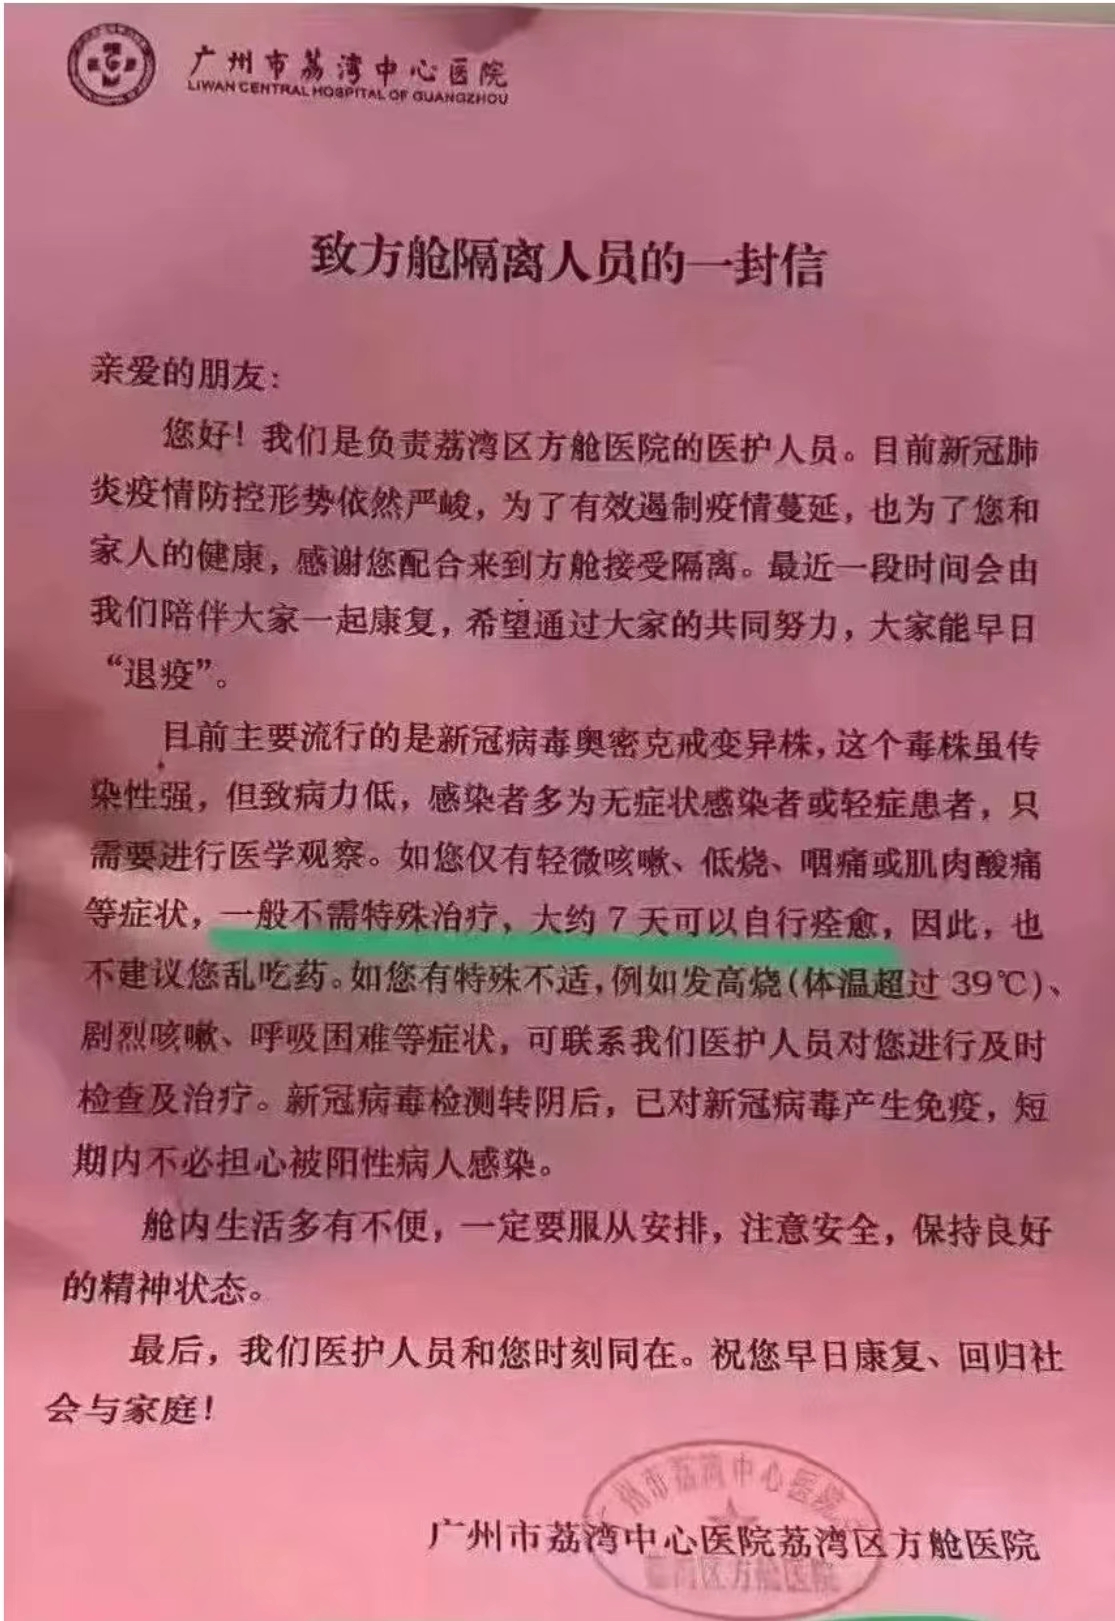 广州市荔湾中心医院
LIWAN CENTRAL HOSPITAL OF GUANGZHOU
致方舱隔离人员的一封信
亲爱的朋友：
您好！我们是负责荔湾区方舱医院的医护人员。目前新冠肺
炎疫情防控形势依然严峻，为了有效遏制疫情蔓延，也为了您和
家人的健康，感谢您配合来到方舱接受隔离。最近一段时间会由
我们陪伴大家一起康复，希望通过大家的共同努力，大家能早日
“退疫”。
目前主要流行的是新冠病毒奥密克戒变异株，这个毒株虽传
染性强，但致病力低，感染者多为无症状感染者或轻症患者，只
需要进行医学观察。如您仅有轻微咳嗽、低烧、咽痛或肌肉酸痛
等症状，一般不需特殊治疗，大约 7 天可以自行痊愈，因此，也
不建议您乱吃药。如您有特殊不适，例如发高烧(体温超过 39℃)、
剧烈咳嗽、呼吸困难等症状，可联系我们医护人员对您进行及时
检查及治疗。新冠病毒检测转阴后，已对新冠病毒产生免疫，短
期内不必担心被阳性病人感染。
舱内生活多有不便，一定要服从安排，注意安全，保持良好
的精神状态。
最后，我们医护人员和您时刻同在。祝您早日康复、回归社
会与家庭！
广州市荔湾中心医院
广州市荔湾中心医院荔湾区方舱医院
荔湾区方舱医院